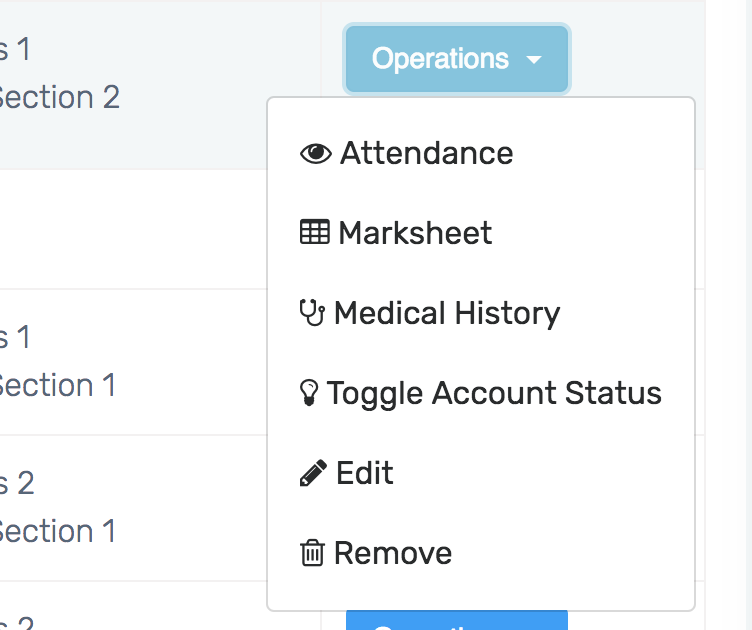 s 1
Section 2
Operations
Attendance
Marksheet
Medical History
Toggle Account Status
Edit
Remove
s 1
Section 1
s 2
Section 1
s 2